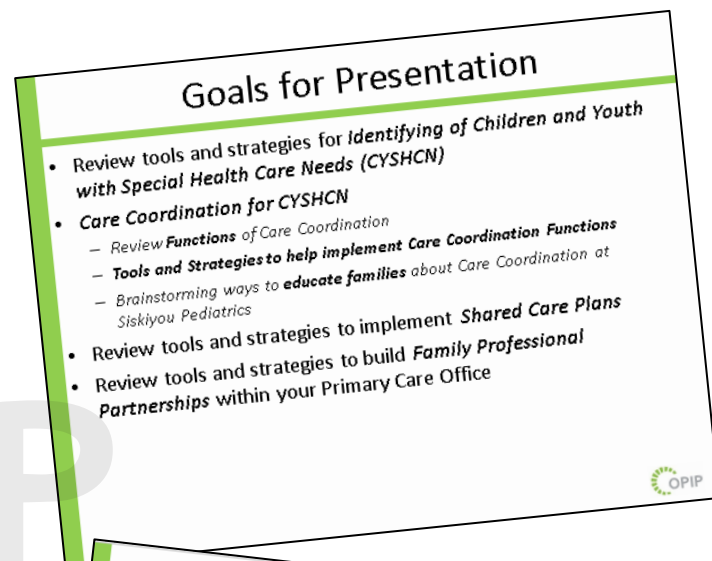 Goals for Presentation
• Review tools and strategies for Identifying of Children and Youth
with Special Health Care Needs (CYSHCN)
• Care Coordination for CYSHCN
– Review Functions of Care Coordination
– Tools and Strategies to help implement Care Coordination Functions
– Brainstorming ways to educate families about Care Coordination at
Siskiyou Pediatrics
• Review tools and strategies to implement Shared Care Plans
• Review tools and strategies to build Family Professional
Partnerships within your Primary Care Office
OPIP
P